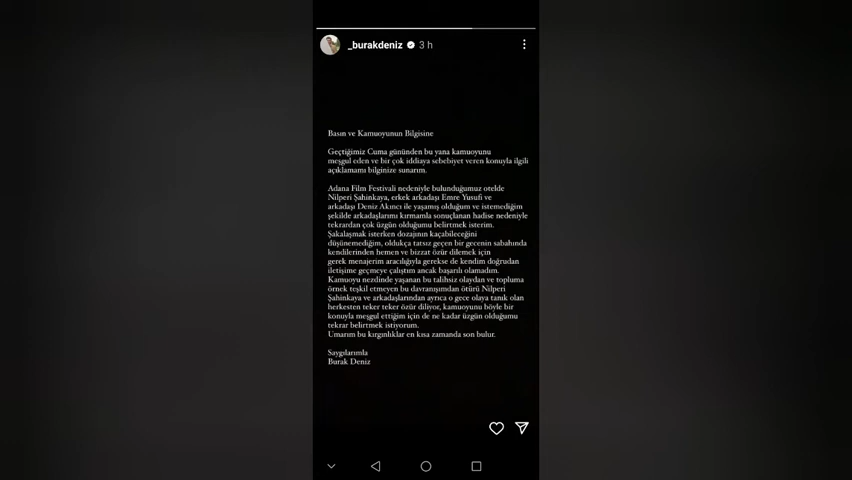 _burakdeniz 3 h
Basın ve Kamuoyunun Bilgisine
Geçtiğimiz Cuma gününden bu yana kamuoyunu
meşgul eden ve bir çok iddiaya sebebiyet veren konuyla ilgili
açıklamamı bilginize sunarım.
Adana Film Festivali nedeniyle bulunduğumuz otelde
Nilperi Şahinkaya, erkek arkadaşı Emre Yusufi ve
arkadaşı Deniz Akıncı ile yaşamış olduğum ve istemediğim
şekilde arkadaşlarımı kırmamla sonuçlanan hadise nedeniyle
tekrardan çok üzgün olduğumu belirtmek isterim.
Şakalaşmak isterken dozajının kaçabileceğini
düşünemediğim, oldukça tatsız geçen bir gecenin sabahında
kendilerinden hemen ve bizzat özür dilemek için
gerek menajerim aracılığıyla gerekse de kendim doğrudan
iletişime geçmeye çalıştım ancak başarılı olamadım.
Kamuoyu nezdinde yaşanan bu talihsiz olaydan ve topluma
örnek teşkil etmeyen bu davranışımdan ötürü Nilperi
Şahinkaya ve arkadaşlarından ayrıca o gece olaya tanık olan
herkesten teker teker özür diliyor, kamuoyunu böyle bir
konuyla meşgul ettiğim için de ne kadar üzgün olduğumu
tekrar belirtmek istiyorum.
Umarım bu kırgınlıklar en kısa zamanda son bulur.
Saygılarımla
Burak Deniz